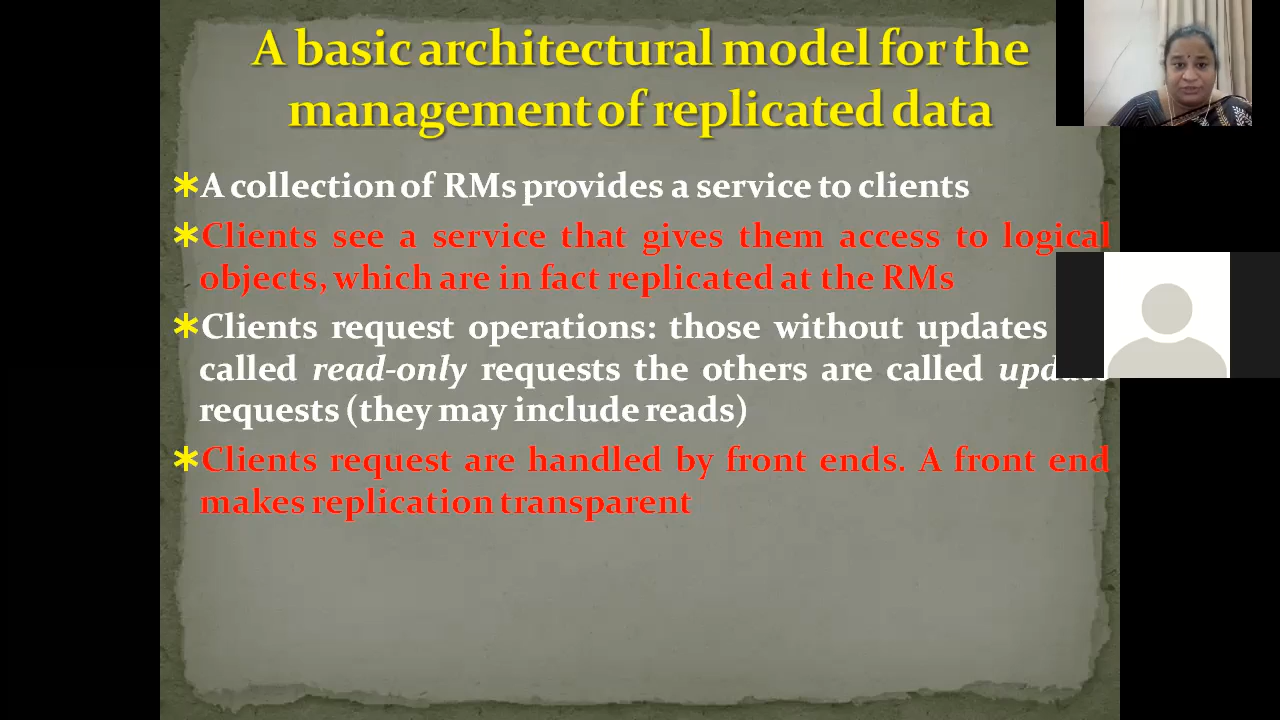 A basic architectural model for the
management of replicated data
*A collection of RMs provides a service to clients
*Clients see a service that gives them access to logical
objects, which are in fact replicated at the RMs
*Clients request operations: those without updates
called read-only requests the others are called
requests (they may include reads)
*Clients request are handled by front ends. A front end
makes replication transparent